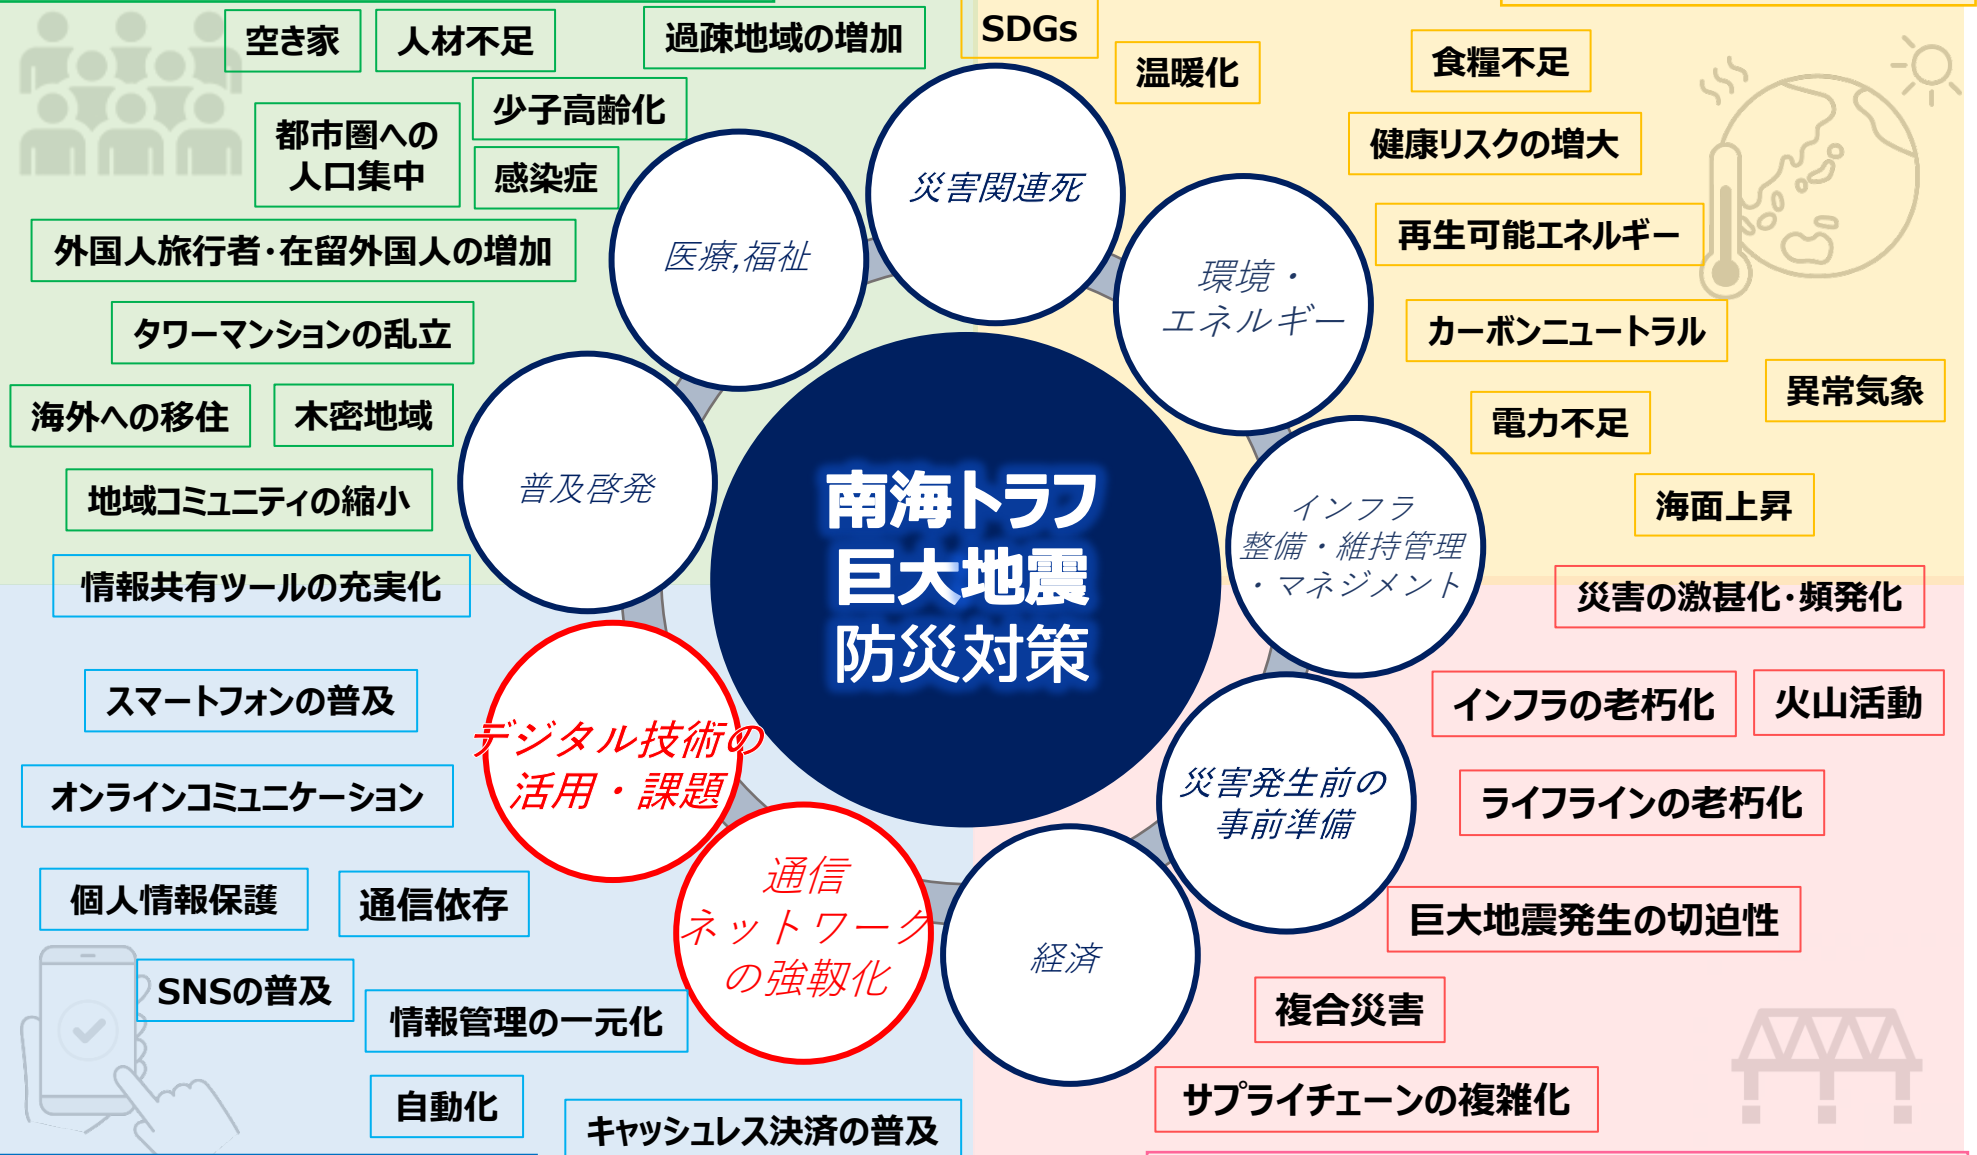 空き家
人材不足
過疎地域の増加
少子高齢化
都市圏への
人口集中
感染症
外国人旅行者・在留外国人の増加
タワーマンションの乱立
海外への移住
木密地域
地域コミュニティの縮小
SDGs
温暖化
食糧不足
健康リスクの増大
再生可能エネルギー
カーボンニュートラル
異常気象
電力不足
海面上昇
災害関連死
医療,福祉
環境・
エネルギー
普及啓発
インフラ
整備・維持管理
・マネジメント
南海トラフ
巨大地震
防災対策
デジタル技術の
活用・課題
災害発生前の
事前準備
通信
ネットワーク
の強靱化
経済
情報共有ツールの充実化
スマートフォンの普及
オンラインコミュニケーション
個人情報保護
通信依存
SNSの普及
情報管理の一元化
自動化
キャッシュレス決済の普及
災害の激甚化・頻発化
インフラの老朽化
火山活動
ライフラインの老朽化
巨大地震発生の切迫性
複合災害
サプライチェーンの複雑化